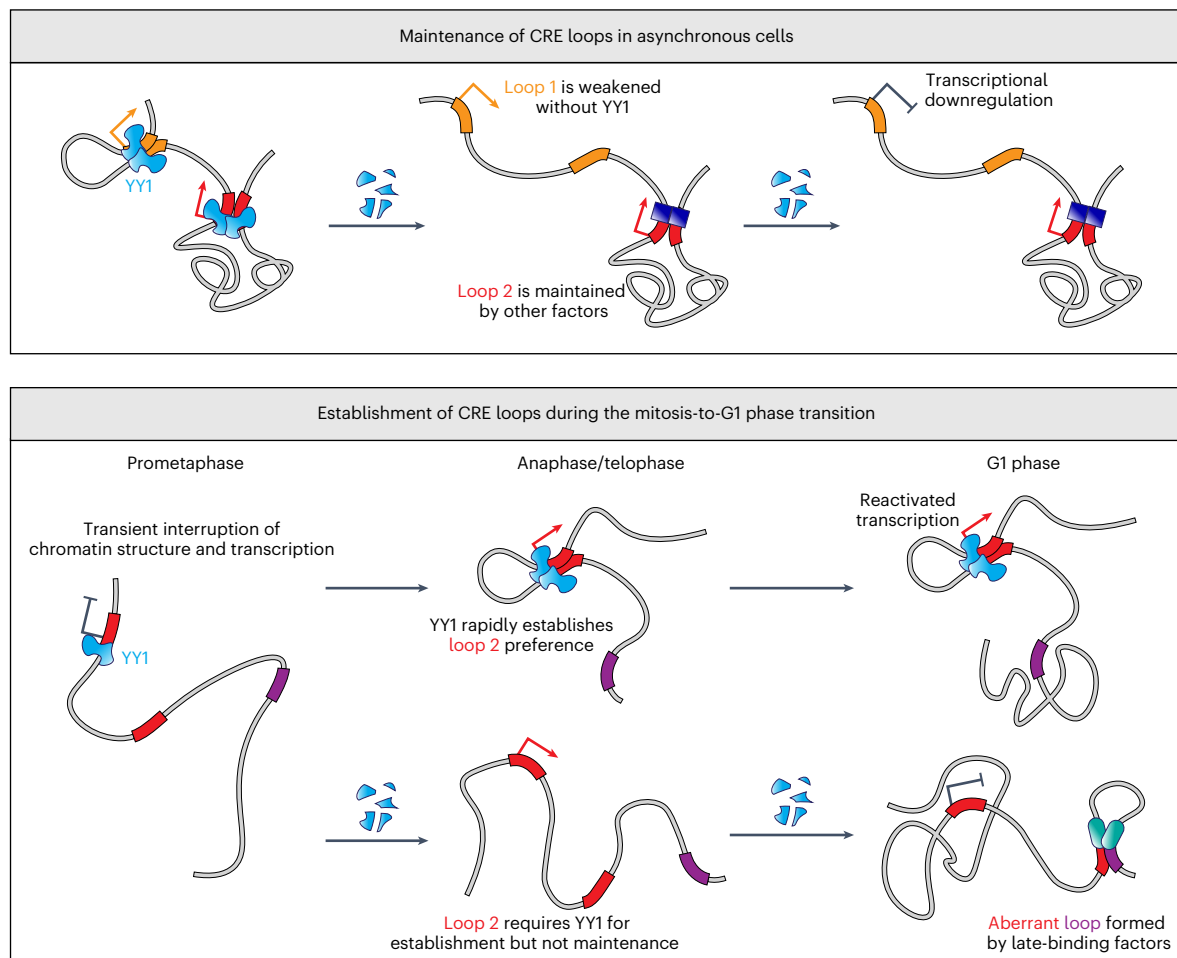 Maintenance of CRE loops in asynchronous cells
Loop 1 is weakened
without YY1
Transcriptional
downregulation
YY1
Loop 2 is maintained
by other factors
Establishment of CRE loops during the mitosis-to-G1 phase transition
Prometaphase
Anaphase/telophase
G1 phase
Transient interruption of
chromatin structure and transcription
Reactivated
transcription
YY1
YY1 rapidly establishes
loop 2 preference
Loop 2 requires YY1 for
establishment but not maintenance
Aberrant loop formed
by late-binding factors